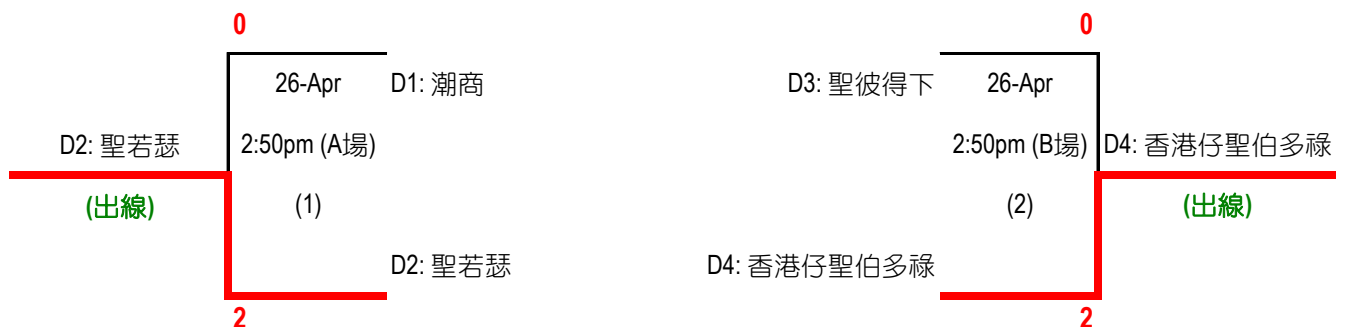 0
0
26-Apr
D1: 潮商
D3: 聖彼得下
26-Apr
D2: 聖若瑟
2:50pm (A場)
2:50pm (B場)
D4: 香港仔聖伯多祿
(出線)
(1)
(2)
(出線)
D2: 聖若瑟
D4: 香港仔聖伯多祿
2
2